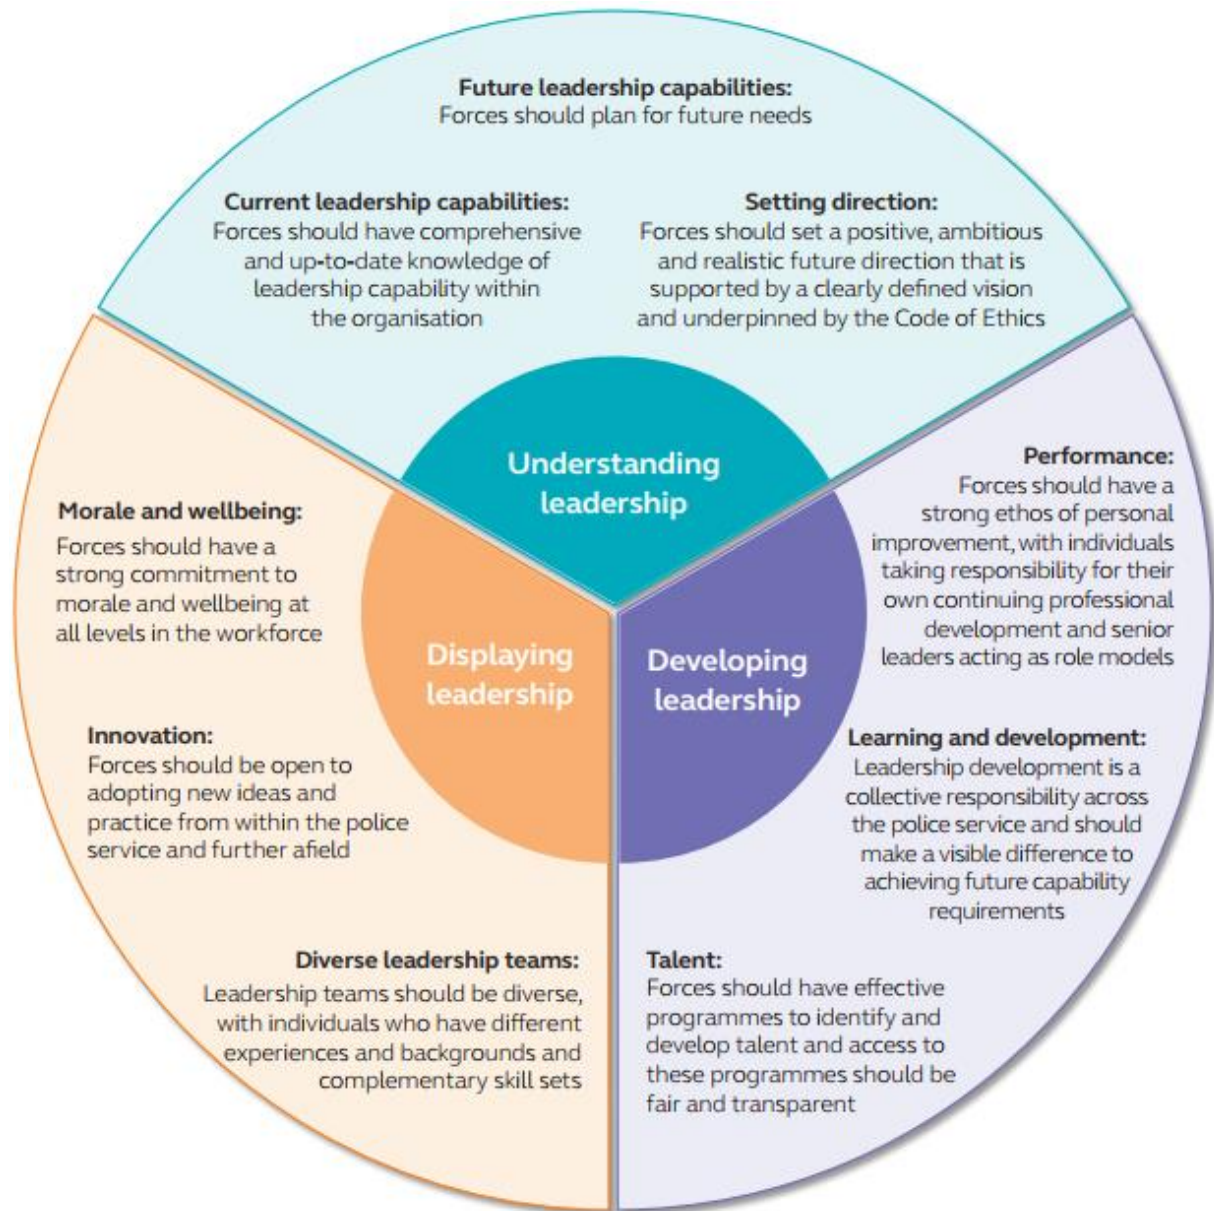 Future leadership capabilities:
Forces should plan for future needs
Current leadership capabilities:
Forces should have comprehensive
and up-to-date knowledge of
leadership capability within
the organisation
Setting direction:
Forces should set a positive, ambitious
and realistic future direction that is
supported by a clearly defined vision
and underpinned by the Code of Ethics
Understanding
leadership
Performance:
Forces should have a
strong ethos of personal
improvement, with individuals
taking responsibility for their
own continuing professional
development and senior
leaders acting as role models
Learning and development:
Leadership development is a
collective responsibility across
the police service and should
make a visible difference to
achieving future capability
requirements
Talent:
Forces should have effective
programmes to identify and
develop talent and access to
these programmes should be
fair and transparent
Developing
leadership
Displaying
leadership
Morale and wellbeing:
Forces should have a
strong commitment to
morale and wellbeing at
all levels in the workforce
Innovation:
Forces should be open to
adopting new ideas and
practice from within the police
service and further afield
Diverse leadership teams:
Leadership teams should be diverse,
with individuals who have different
experiences and backgrounds and
complementary skill sets